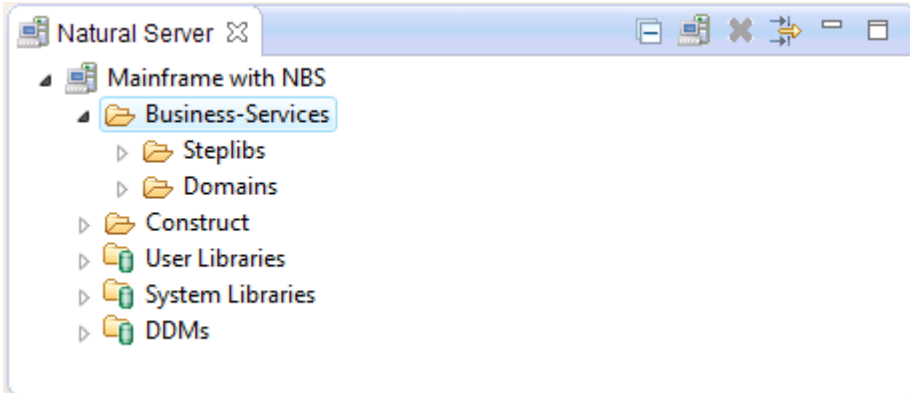 Natural Server
Mainframe with NBS
Business-Services
Steplibs
Domains
Construct
User Libraries
System Libraries
DDMs